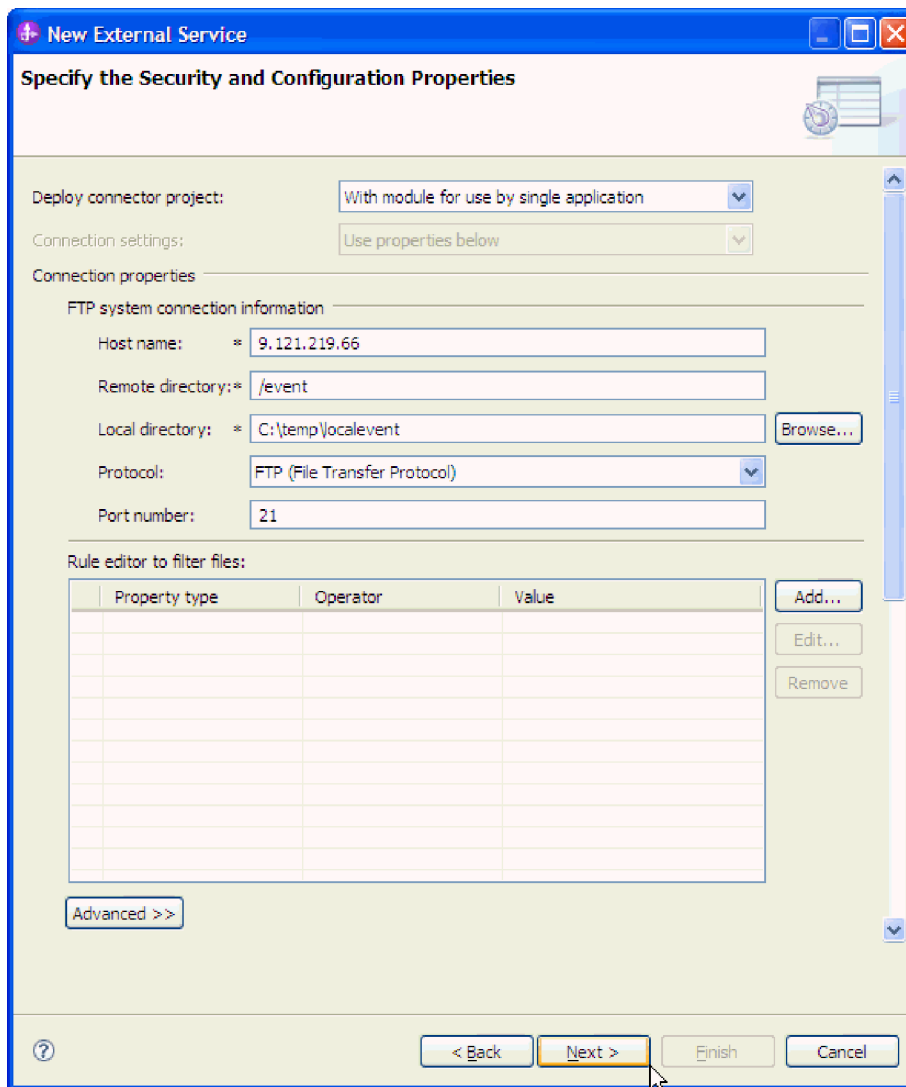 New External Service
Specify the Security and Configuration Properties
Deploy connector project: With module for use by single application
Connection settings: Use properties below
Connection properties
FTP system connection information
Host name: * 9.121.219.66
Remote directory:* /event
Local directory: * C:\temp\localevent Browse...
Protocol: FTP (File Transfer Protocol)
Port number: 21
Rule editor to filter files:
Property type Operator Value Add...
Edit...
Remove
Advanced >>
? < Back Next > Finish Cancel